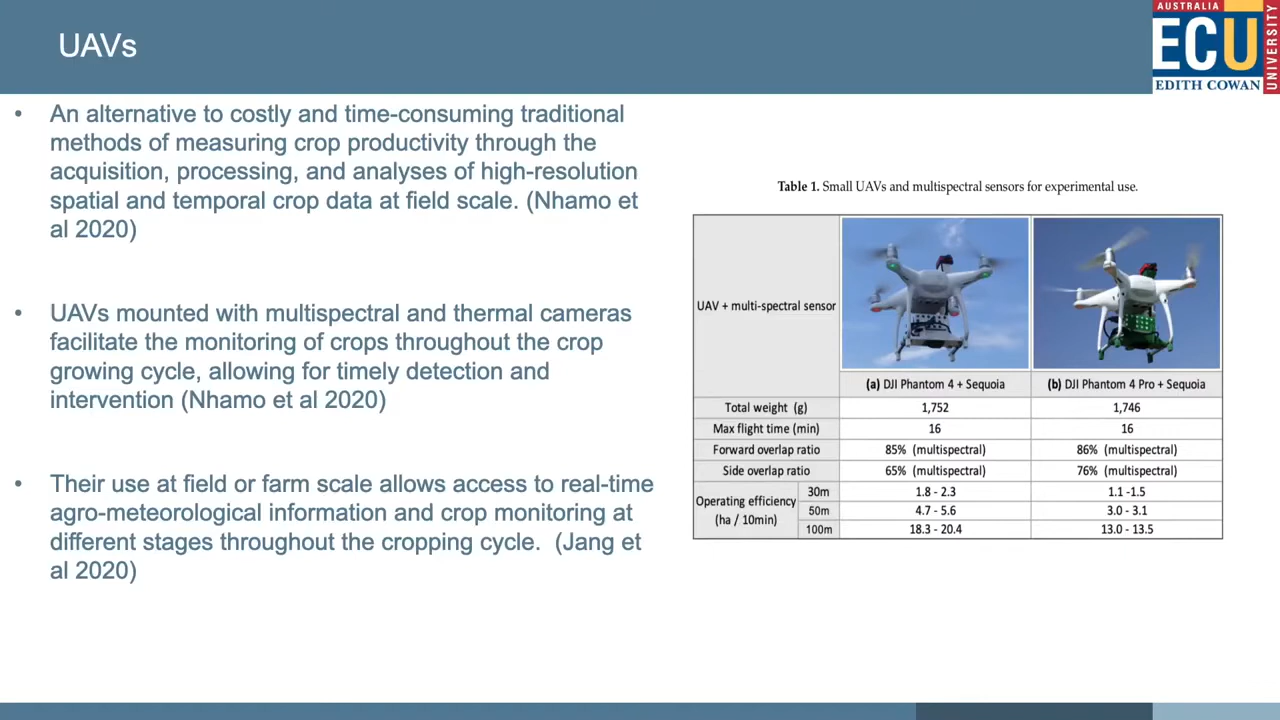 UAVs
AUSTRALIA
ECU
UNIVERSITY
EDITH COWAN
• An alternative to costly and time-consuming traditional
methods of measuring crop productivity through the
acquisition, processing, and analyses of high-resolution
spatial and temporal crop data at field scale. (Nhamo et
al 2020)
• UAVs mounted with multispectral and thermal cameras
facilitate the monitoring of crops throughout the crop
growing cycle, allowing for timely detection and
intervention (Nhamo et al 2020)
• Their use at field or farm scale allows access to real-time
agro-meteorological information and crop monitoring at
different stages throughout the cropping cycle. (Jang et
al 2020)
Table 1. Small UAVs and multispectral sensors for experimental use.
UAV + multi-spectral sensor
(a) DJI Phantom 4 + Sequoia (b) DJI Phantom 4 Pro + Sequoia
Total weight (g) 1,752 1,746
Max flight time (min) 16 16
Forward overlap ratio 85% (multispectral) 86% (multispectral)
Side overlap ratio 65% (multispectral) 76% (multispectral)
Operating efficiency
(ha / 10min)
30m 1.8 - 2.3 1.1 -1.5
50m 4.7 - 5.6 3.0 - 3.1
100m 18.3 - 20.4 13.0 - 13.5